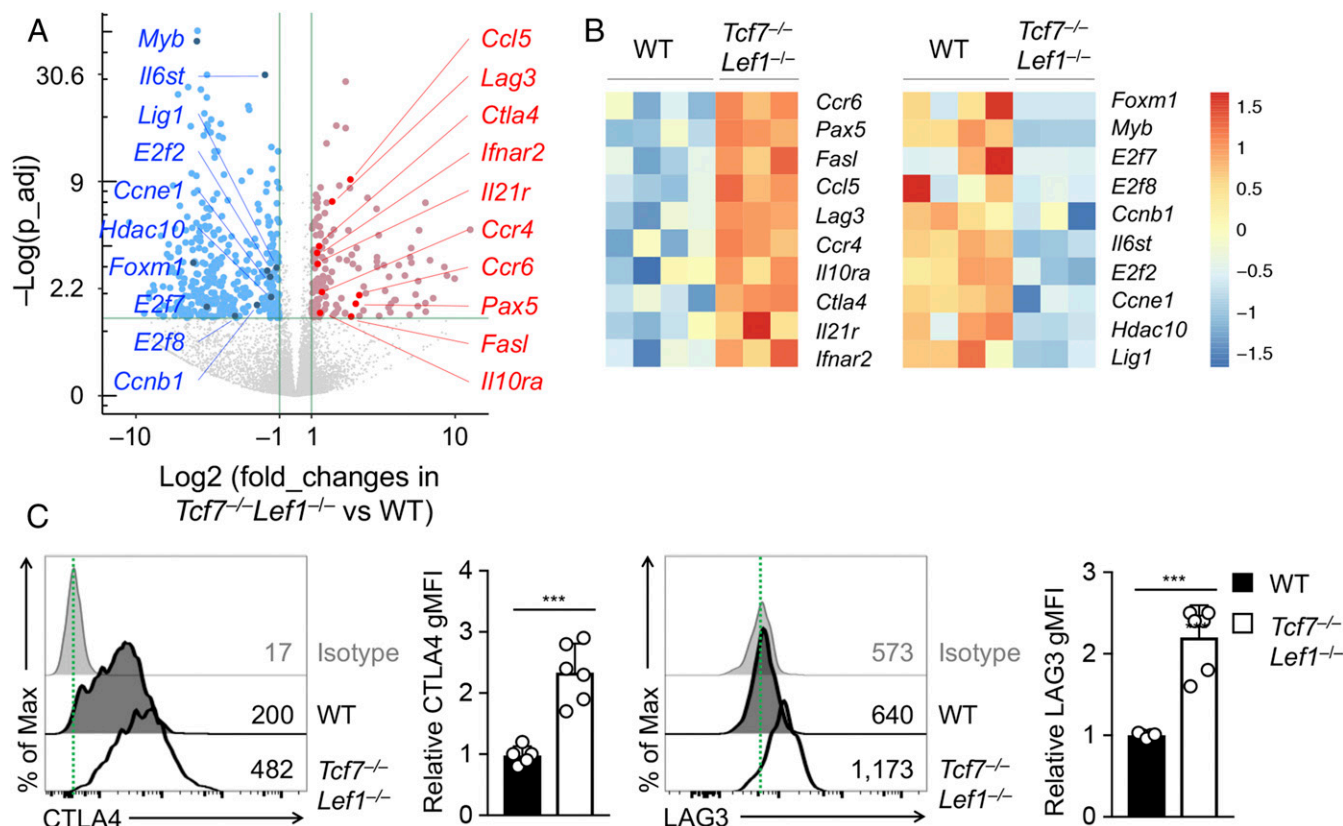 A
Myb
Il6st
Lig1
E2f2
Ccne1
Hdac10
Foxm1
E2f7
E2f8
Ccnb1
Ccl5
Lag3
Ctla4
Ifnar2
Il21r
Ccr4
Ccr6
Pax5
Fasl
Il10ra
–Log(p_adj)
30.6
9
2.2
0
–10
–1
1
10
Log2 (fold_changes in
Tcf7–/–Lef1–/– vs WT)
B
WT
Tcf7–/–
Lef1–/–
Ccr6
Pax5
Fasl
Ccl5
Lag3
Ccr4
Il10ra
Ctla4
Il21r
Ifnar2
WT
Tcf7–/–
Lef1–/–
Foxm1
Myb
E2f7
E2f8
Ccnb1
Il6st
E2f2
Ccne1
Hdac10
Lig1
1.5
1
0.5
0
–0.5
–1
–1.5
C
% of Max
17 Isotype
200 WT
482 Tcf7–/–
Lef1–/–
CTLA4
Relative CTLA4 gMFI
4
3
2
1
0
***
% of Max
573 Isotype
640 WT
1,173 Tcf7–/–
Lef1–/–
LAG3
Relative LAG3 gMFI
3
2
1
0
***
WT
Tcf7–/–
Lef1–/–